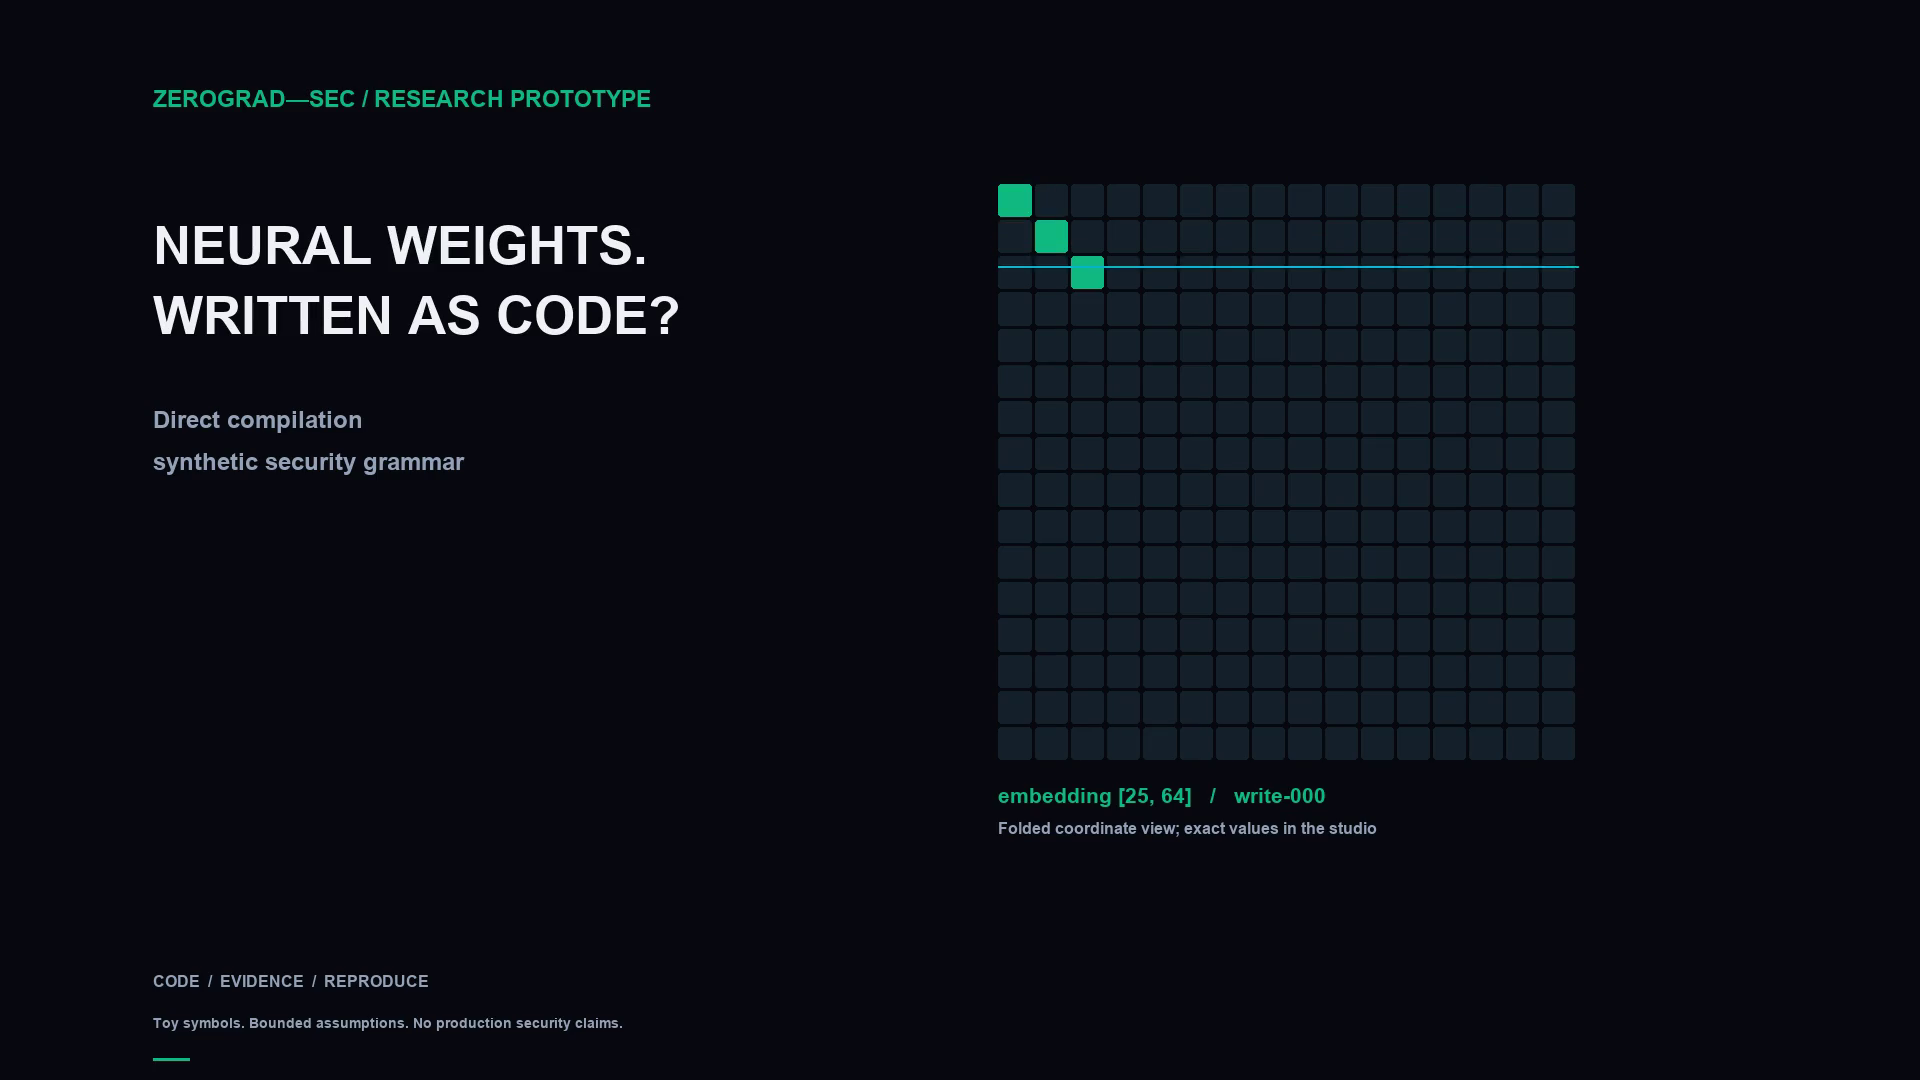 ZEROGRAD—SEC / RESEARCH PROTOTYPE
NEURAL WEIGHTS.
WRITTEN AS CODE?
Direct compilation
synthetic security grammar
embedding [25, 64] / write-000
Folded coordinate view; exact values in the studio
CODE / EVIDENCE / REPRODUCE
Toy symbols. Bounded assumptions. No production security claims.